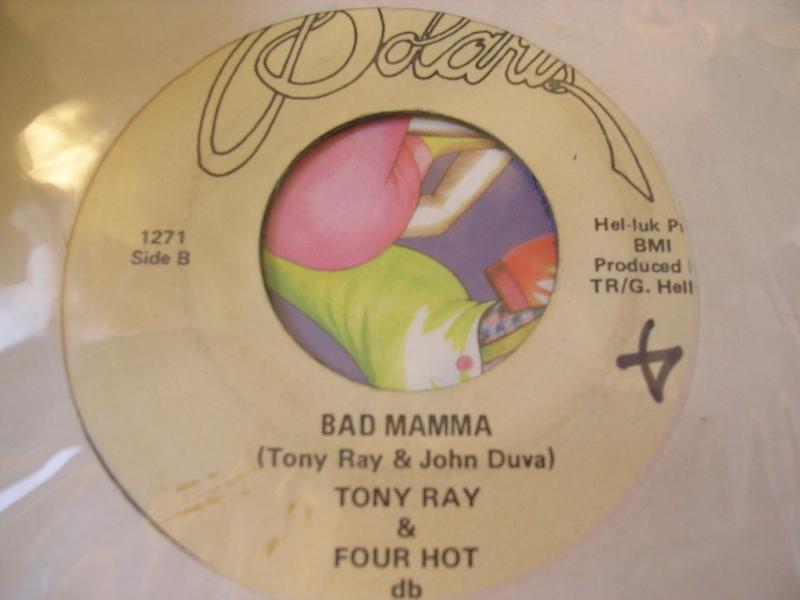 Polaris
1271
Side B
Hel-luk
BMI
Produced
TR/G. Hell
4
BAD MAMMA
(Tony Ray & John Duva)
TONY RAY
&
FOUR HOT
db